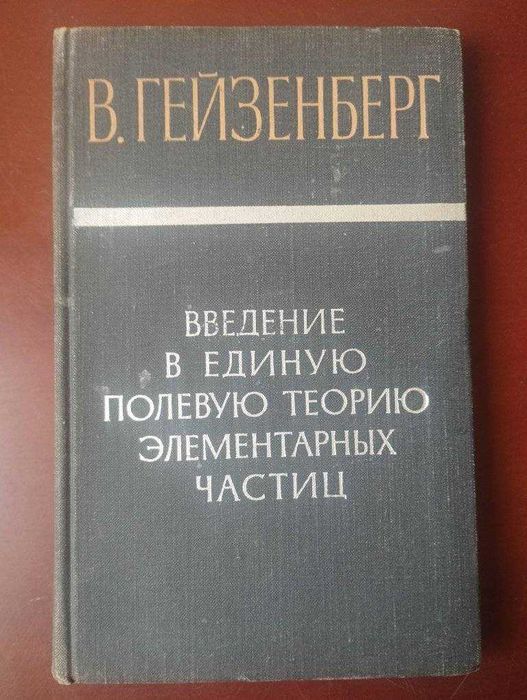 В. ГЕЙЗЕНБЕРГ
ВВЕДЕНИЕ
В ЕДИНУЮ
ПОЛЕВУЮ ТЕОРИЮ
ЭЛЕМЕНТАРНЫХ
ЧАСТИЦ